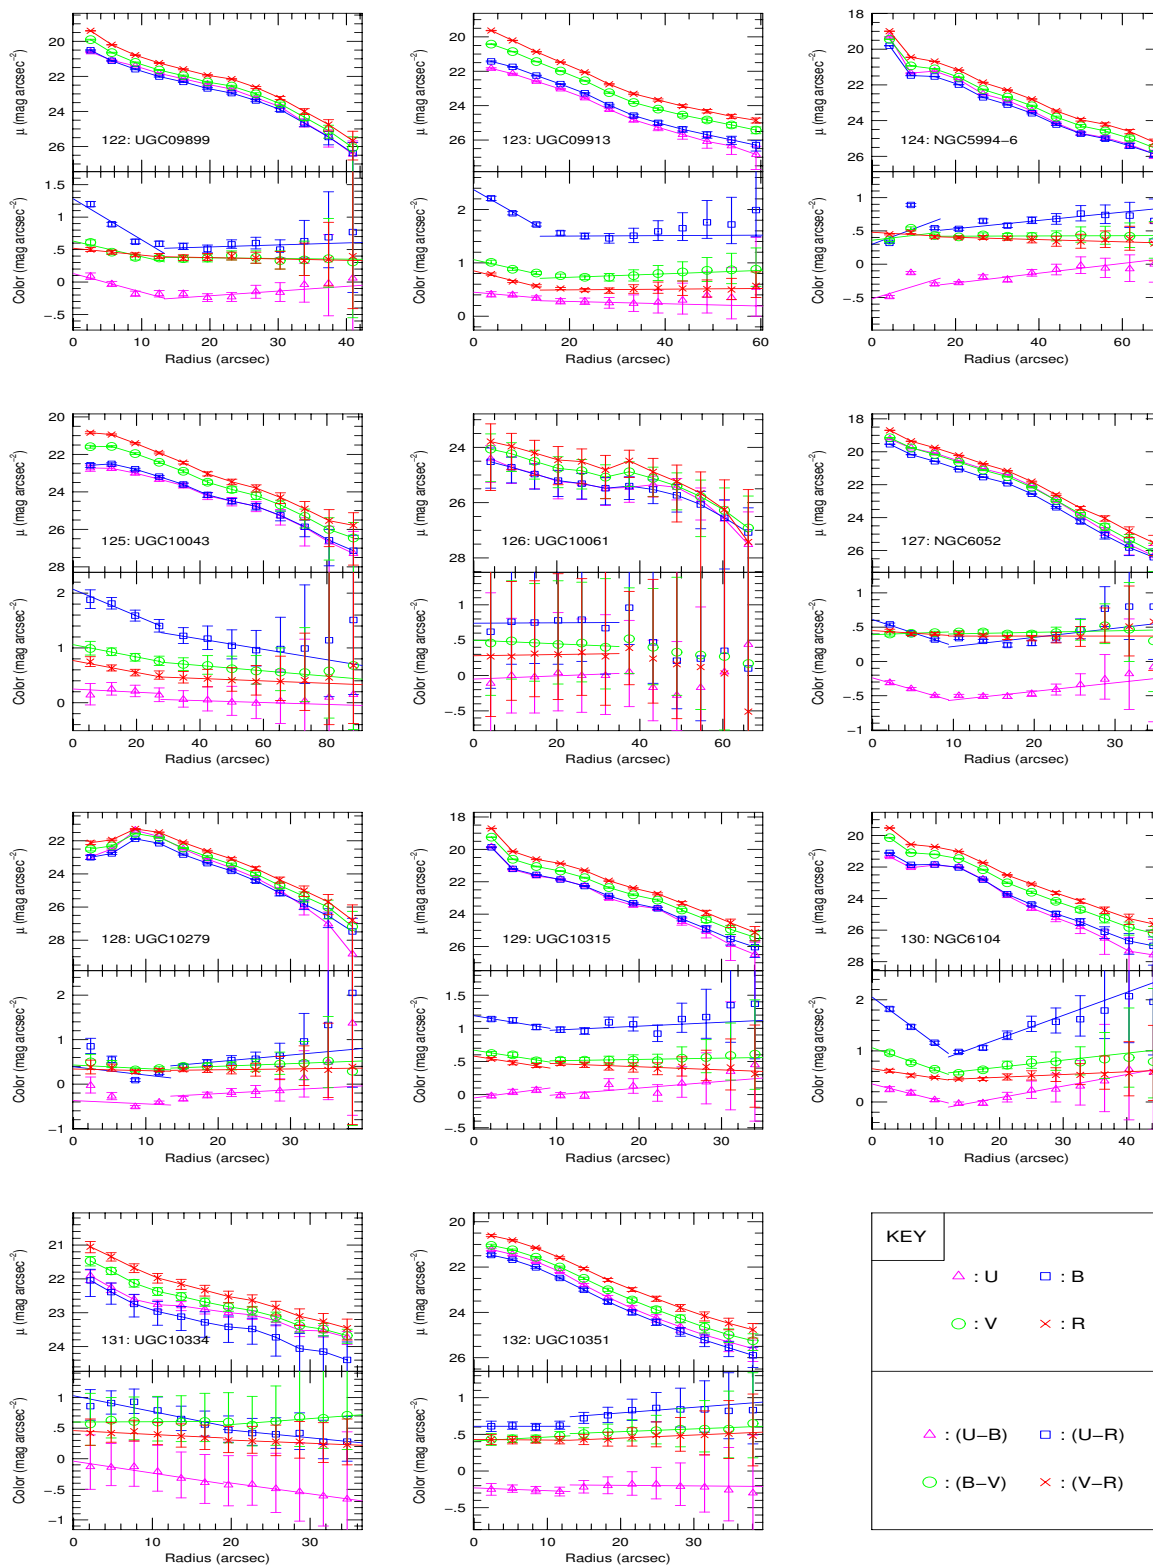 20
22
24
26
μ (mag arcsec−2)
122: UGC09899
1.5
1
.5
0
−.5
Color (mag arcsec−2)
0 10 20 30 40
Radius (arcsec)
20
22
24
26
μ (mag arcsec−2)
123: UGC09913
2
1
0
Color (mag arcsec−2)
0 20 40 60
Radius (arcsec)
18
20
22
24
26
μ (mag arcsec−2)
124: NGC5994−6
1
.5
0
−.5
Color (mag arcsec−2)
0 20 40 60
Radius (arcsec)
20
22
24
26
28
μ (mag arcsec−2)
125: UGC10043
2
1
0
Color (mag arcsec−2)
0 20 40 60 80
Radius (arcsec)
24
26
28
μ (mag arcsec−2)
126: UGC10061
1
.5
0
−.5
Color (mag arcsec−2)
0 20 40 60
Radius (arcsec)
18
20
22
24
26
μ (mag arcsec−2)
127: NGC6052
1
.5
0
−.5
−1
Color (mag arcsec−2)
0 10 20 30
Radius (arcsec)
22
24
26
28
μ (mag arcsec−2)
128: UGC10279
2
1
0
−1
Color (mag arcsec−2)
0 10 20 30
Radius (arcsec)
18
20
22
24
26
μ (mag arcsec−2)
129: UGC10315
1.5
1
.5
0
−.5
Color (mag arcsec−2)
0 10 20 30
Radius (arcsec)
20
22
24
26
28
μ (mag arcsec−2)
130: NGC6104
2
1
0
Color (mag arcsec−2)
0 10 20 30 40
Radius (arcsec)
21
22
23
24
μ (mag arcsec−2)
131: UGC10334
1
.5
0
−.5
−1
Color (mag arcsec−2)
0 10 20 30
Radius (arcsec)
20
22
24
26
μ (mag arcsec−2)
132: UGC10351
1
.5
0
−.5
Color (mag arcsec−2)
0 10 20 30
Radius (arcsec)
KEY
: U : B
: V : R
: (U−B) : (U−R)
: (B−V) : (V−R)